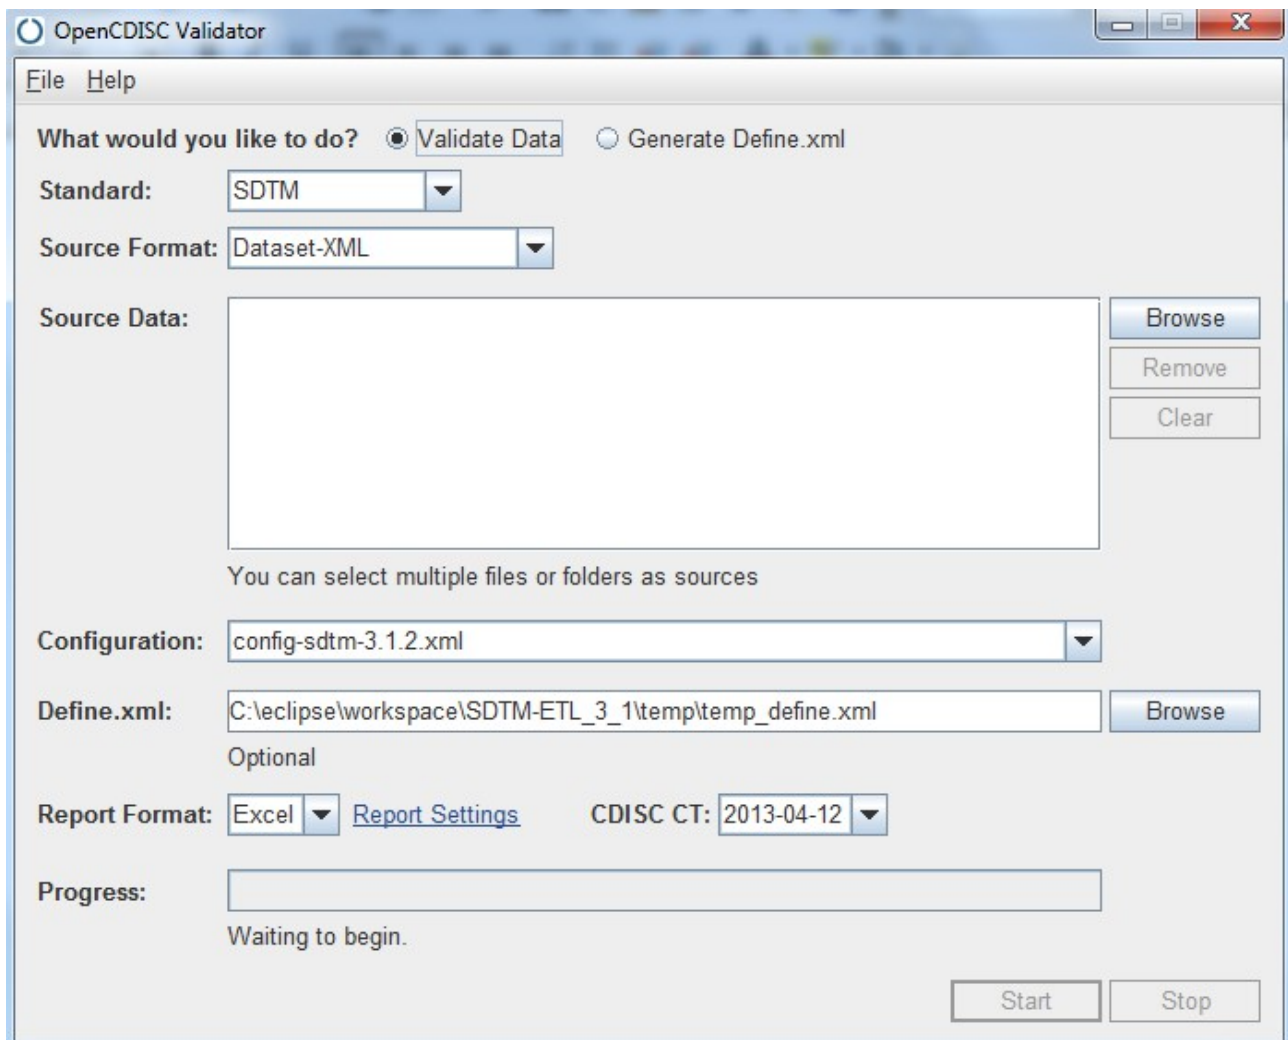 OpenCDISC Validator
File Help
What would you like to do? Validate Data Generate Define.xml
Standard: SDTM
Source Format: Dataset-XML
Source Data: Browse
Remove
Clear
You can select multiple files or folders as sources
Configuration: config-sdtm-3.1.2.xml
Define.xml: C:\eclipse\workspace\SDTM-ETL_3_1\temp\temp_define.xml Browse
Optional
Report Format: Excel Report Settings CDISC CT: 2013-04-12
Progress:
Waiting to begin.
Start Stop